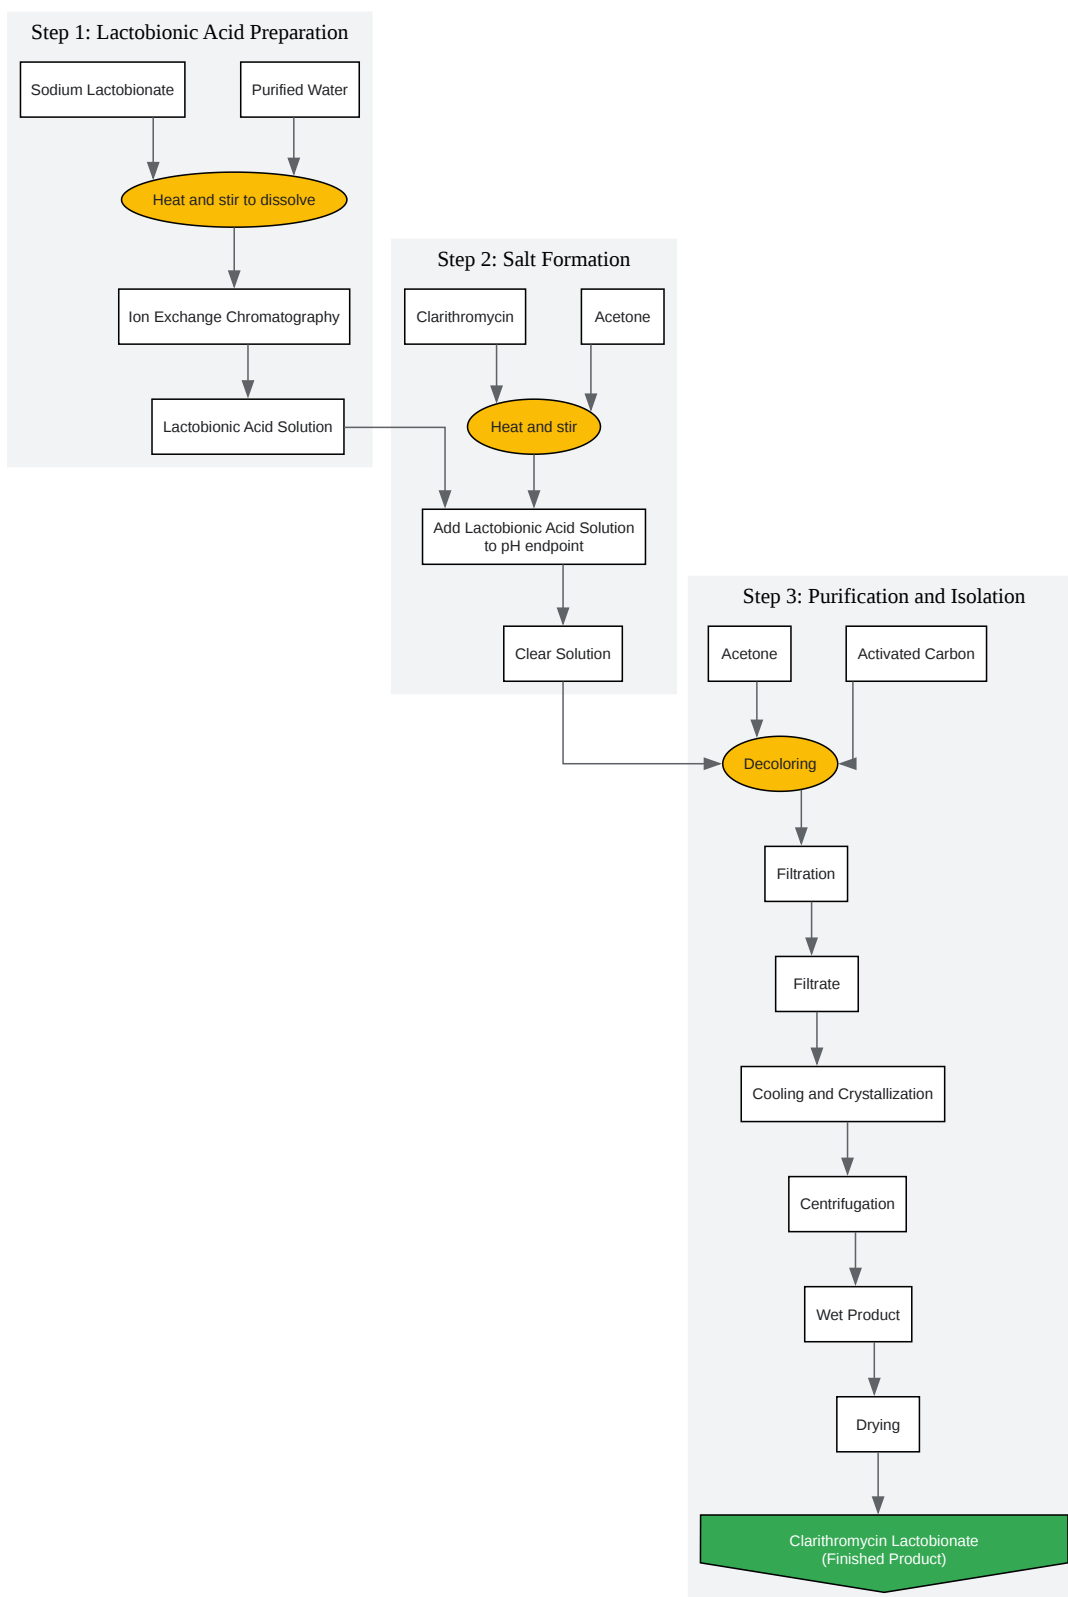 Step 1: Lactobionic Acid Preparation
Sodium Lactobionate
Purified Water
Heat and stir to dissolve
Ion Exchange Chromatography
Lactobionic Acid Solution
Step 2: Salt Formation
Clarithromycin
Acetone
Heat and stir
Add Lactobionic Acid Solution
to pH endpoint
Clear Solution
Step 3: Purification and Isolation
Acetone
Activated Carbon
Decoloring
Filtration
Filtrate
Cooling and Crystallization
Centrifugation
Wet Product
Drying
Clarithromycin Lactobionate
(Finished Product)